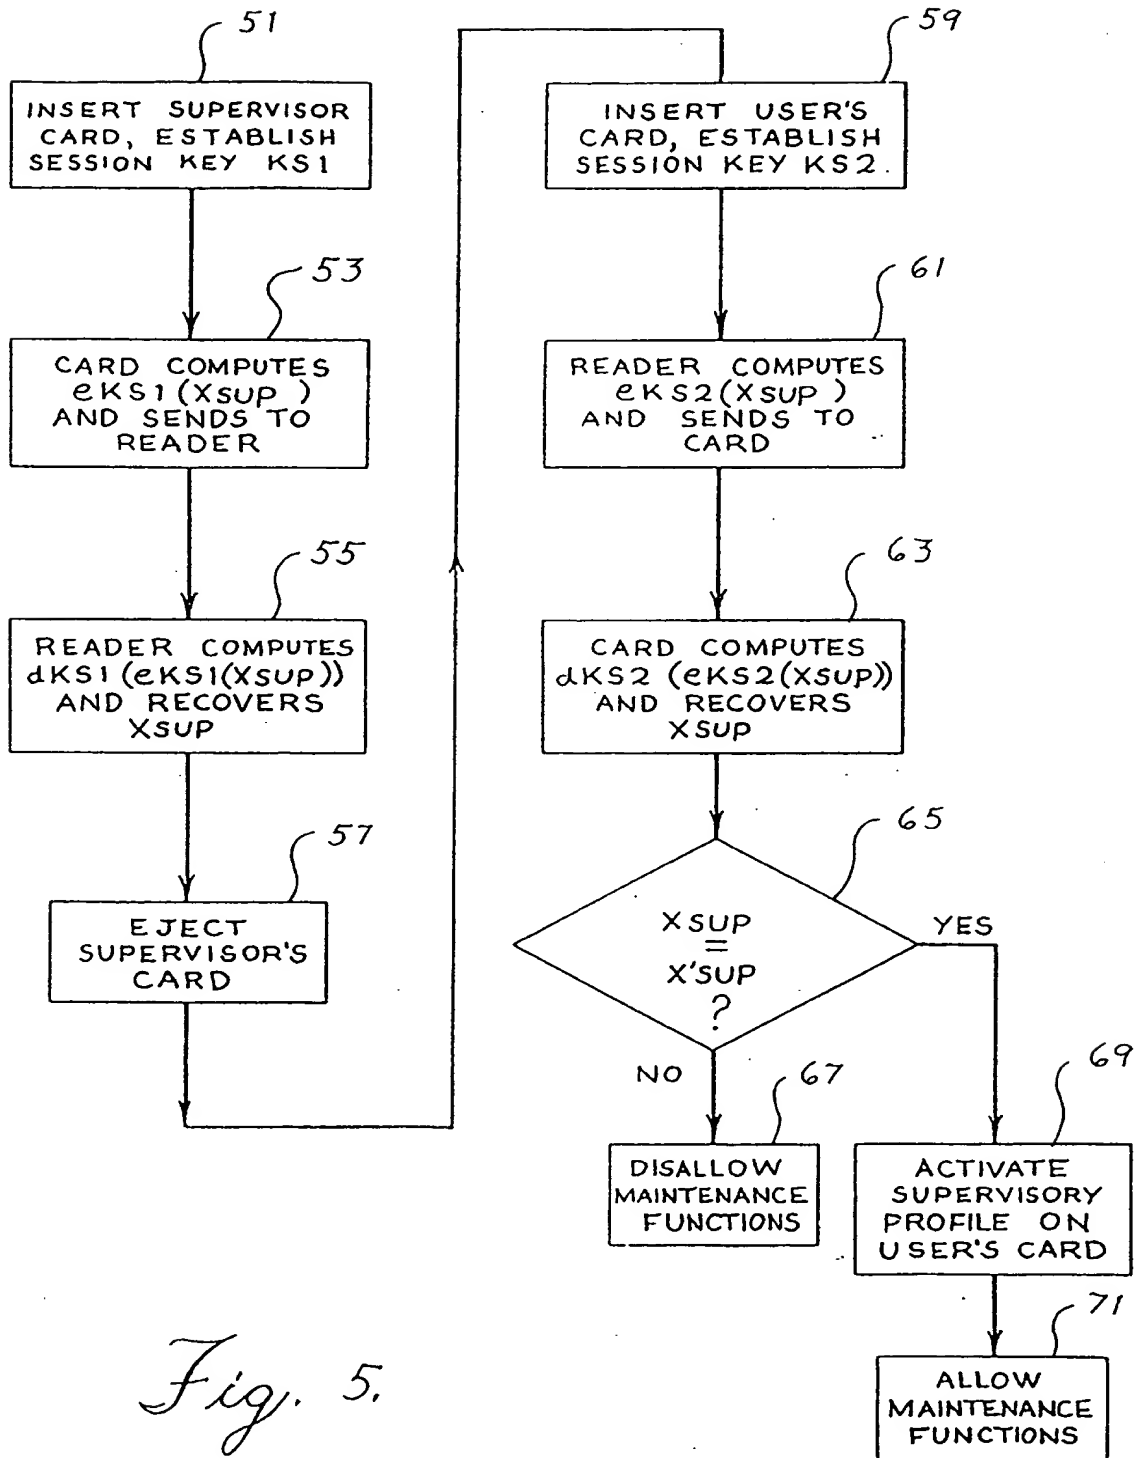 51
INSERT SUPERVISOR
CARD, ESTABLISH
SESSION KEY KS1
53
CARD COMPUTES
eKS1(XSUP )
AND SENDS TO
READER
55
READER COMPUTES
dKS1(eKS1(XSUP))
AND RECOVERS
XSUP
57
EJECT
SUPERVISOR'S
CARD
59
INSERT USER'S
CARD, ESTABLISH
SESSION KEY KS2.
61
READER COMPUTES
eKS2(XSUP )
AND SENDS TO
CARD
63
CARD COMPUTES
dKS2 (eKS2(XSUP))
AND RECOVERS
XSUP
65
XSUP
=
X'SUP
?
YES
NO
67
DISALLOW
MAINTENANCE
FUNCTIONS
69
ACTIVATE
SUPERVISORY
PROFILE ON
USER'S CARD
71
ALLOW
MAINTENANCE
FUNCTIONS
Fig. 5.